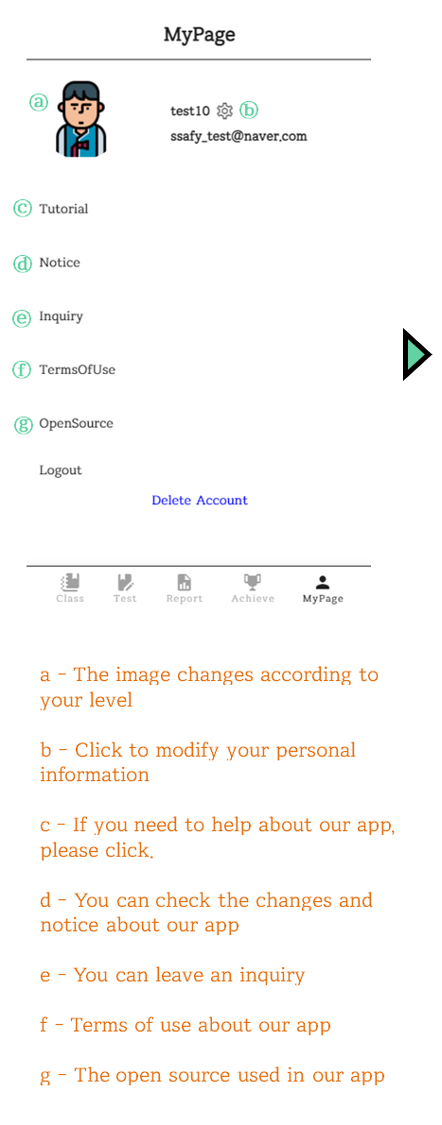 MyPage
ⓐ
test10 ⓑ
ssafy_test@naver.com
ⓒ Tutorial
ⓓ Notice
ⓔ Inquiry
ⓕ TermsOfUse
ⓖ OpenSource
Logout
Delete Account
Class Test Report Achieve MyPage
a - The image changes according to
your level
b - Click to modify your personal
information
c - If you need to help about our app,
please click.
d - You can check the changes and
notice about our app
e - You can leave an inquiry
f - Terms of use about our app
g - The open source used in our app